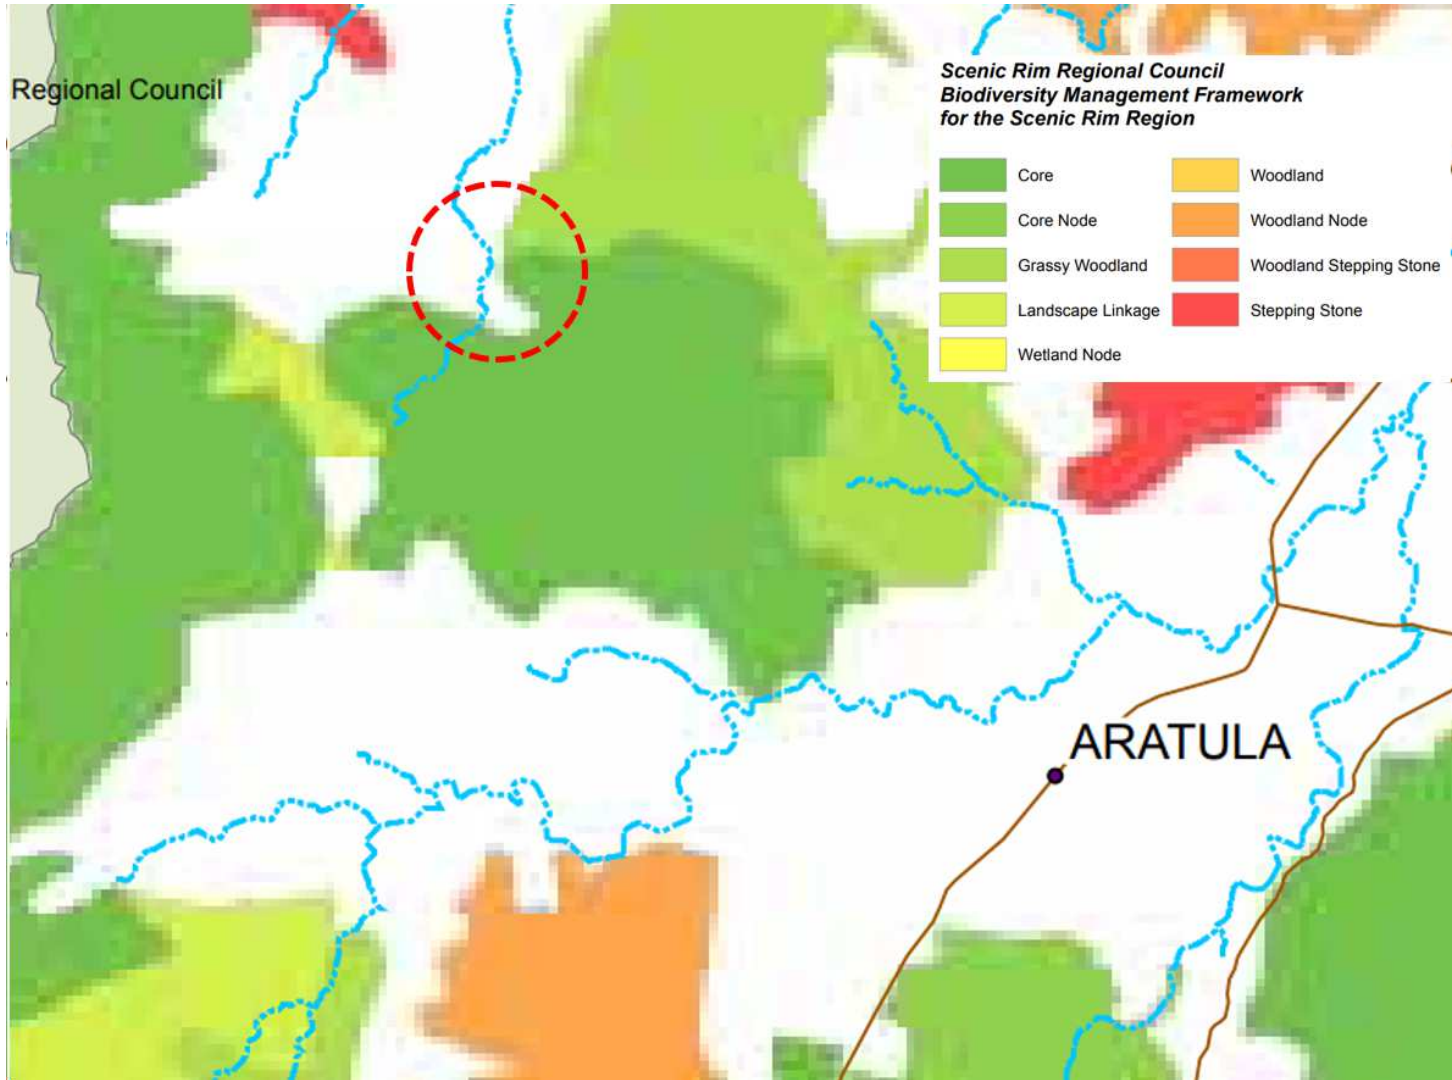 Regional Council
Scenic Rim Regional Council
Biodiversity Management Framework
for the Scenic Rim Region
Core
Woodland
Core Node
Woodland Node
Grassy Woodland
Woodland Stepping Stone
Landscape Linkage
Stepping Stone
Wetland Node
ARATULA